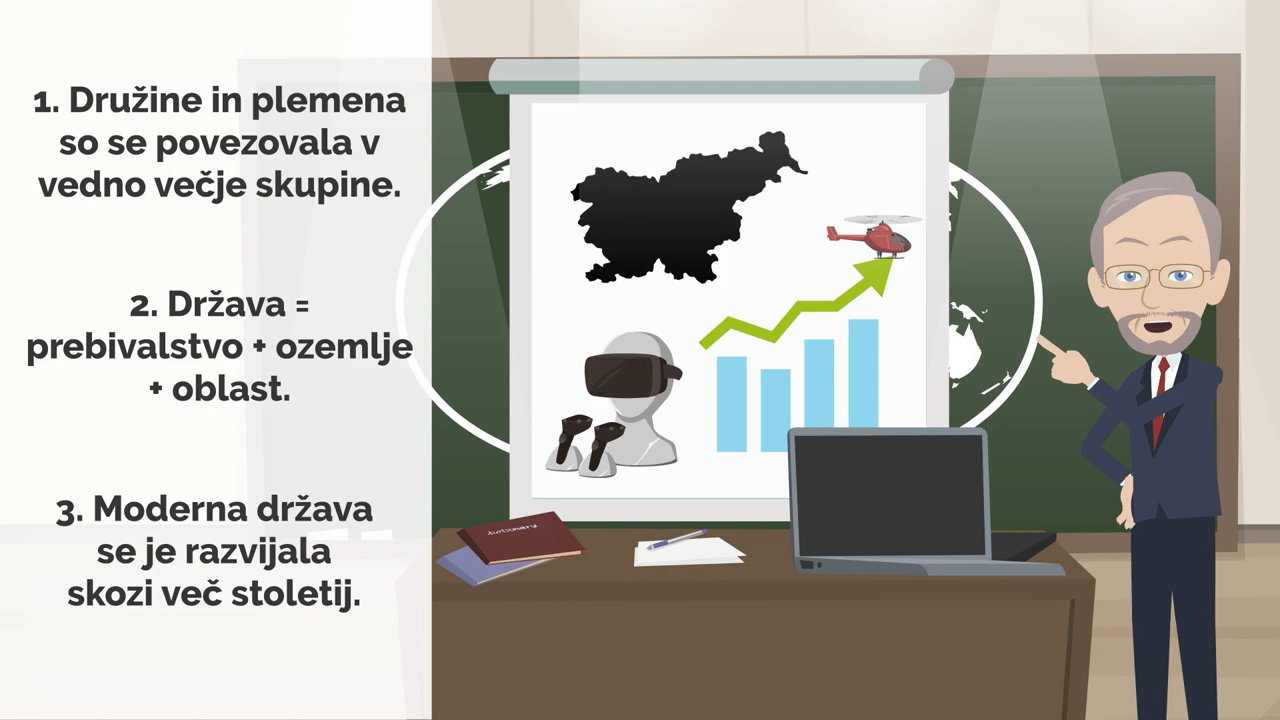 1. Družine in plemena
so se povezovala v
vedno večje skupine.
2. Država =
prebivalstvo + ozemlje
+ oblast.
3. Moderna država
se je razvijala
skozi več stoletij.
dictionary